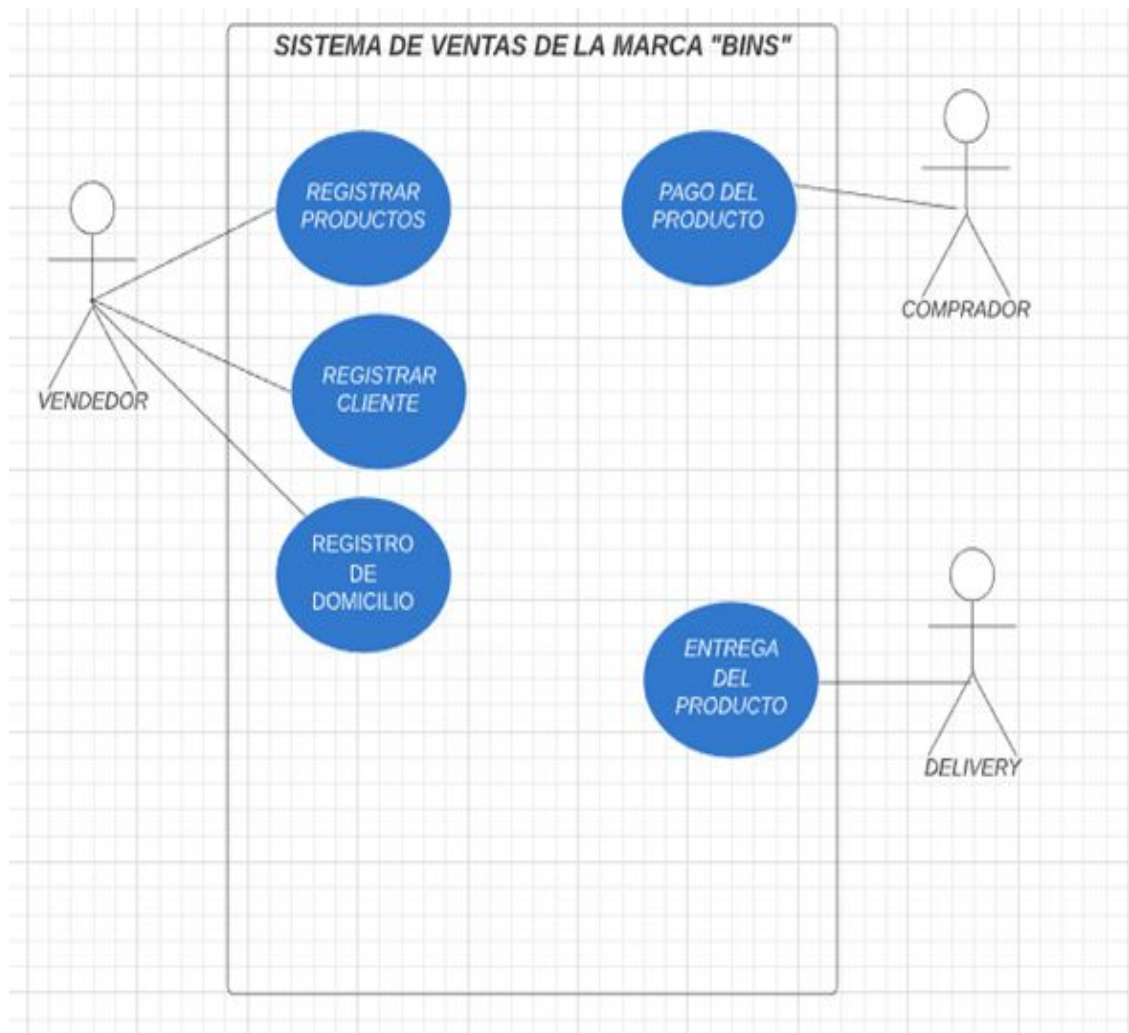 SISTEMA DE VENTAS DE LA MARCA "BINS"
REGISTRAR
PRODUCTOS
PAGO DEL
PRODUCTO
COMPRADOR
VENDEDOR
REGISTRAR
CLIENTE
REGISTRO
DE
DOMICILIO
ENTREGA
DEL
PRODUCTO
DELIVERY